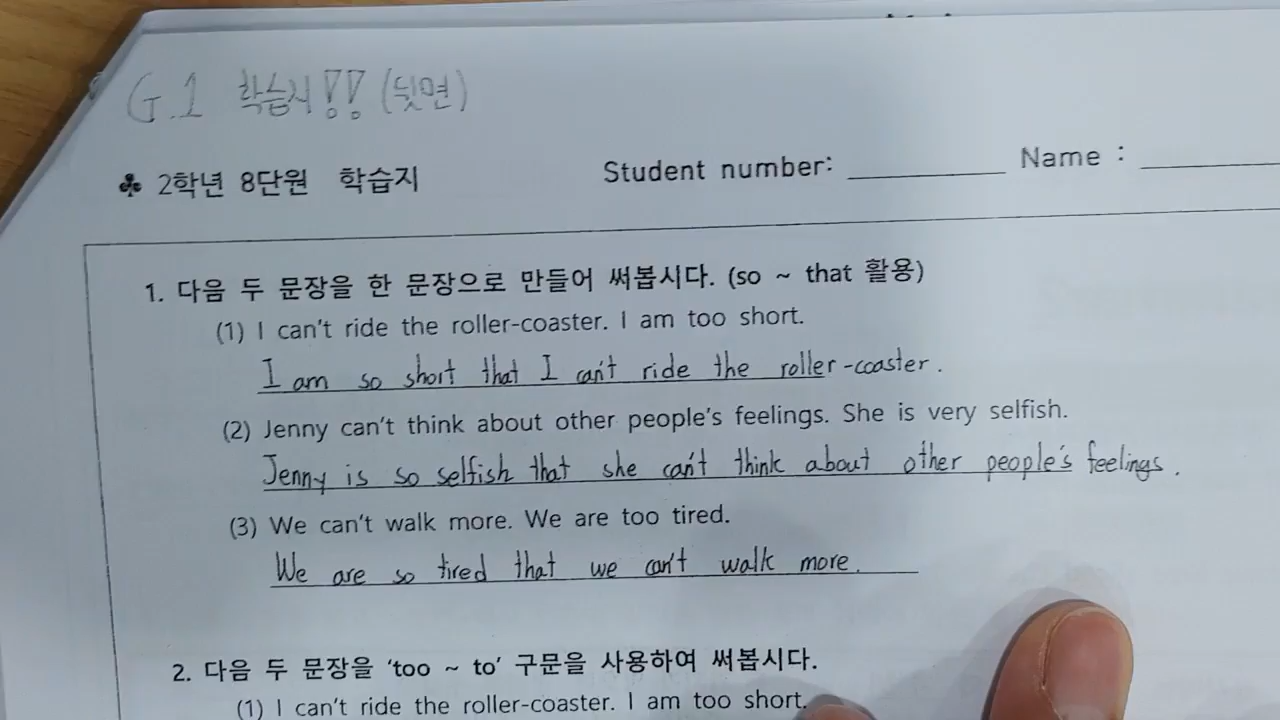 G.1 학습지!! (뒷면)
♣ 2학년 8단원 학습지 Student number: Name :
1. 다음 두 문장을 한 문장으로 만들어 써봅시다. (so ~ that 활용)
(1) I can't ride the roller-coaster. I am too short.
I am so short that I can't ride the roller-coaster.
(2) Jenny can't think about other people's feelings. She is very selfish.
Jenny is so selfish that she can't think about other people's feelings.
(3) We can't walk more. We are too tired.
We are so tired that we can't walk more.
2. 다음 두 문장을 'too ~ to' 구문을 사용하여 써봅시다.
(1) I can't ride the roller-coaster. I am too short.